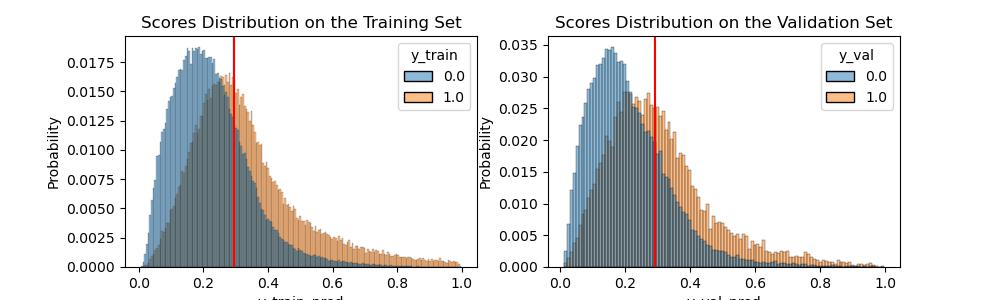 Scores Distribution on the Training Set
Probability
0.0175
0.0150
0.0125
0.0100
0.0075
0.0050
0.0025
0.0000
y_train
0.0
1.0
0.0 0.2 0.4 0.6 0.8 1.0
y_train_pred
Scores Distribution on the Validation Set
Probability
0.035
0.030
0.025
0.020
0.015
0.010
0.005
0.000
y_val
0.0
1.0
0.0 0.2 0.4 0.6 0.8 1.0
y_val_pred